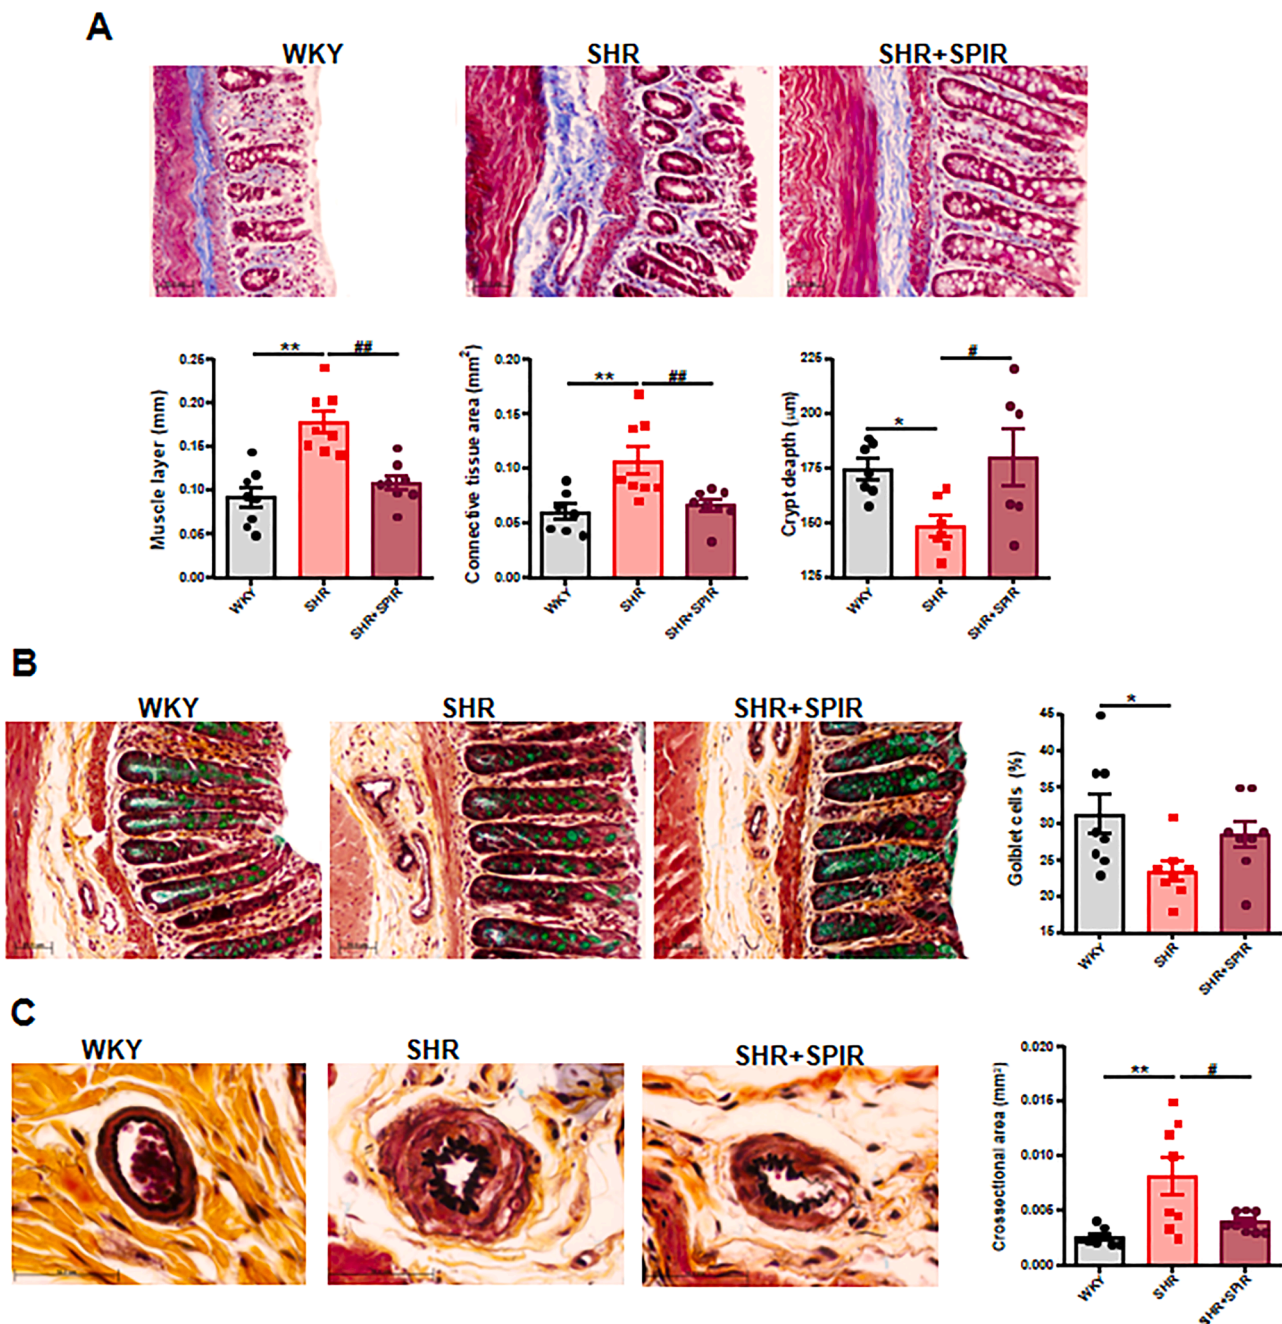 A
WKY
SHR
SHR+SPIR
Muscle layer (mm)
0.25
0.20
0.15
0.10
0.05
0.00
**
##
WKY
SHR
SHR+SPIR
Connective tissue area (mm²)
0.20
0.15
0.10
0.05
0.00
**
##
WKY
SHR
SHR+SPIR
Crypt deapth (µm)
225
200
175
150
125
*
#
WKY
SHR
SHR+SPIR
B
WKY
SHR
SHR+SPIR
Golblet cells (%)
45
40
35
30
25
20
15
*
WKY
SHR
SHR+SPIR
C
WKY
SHR
SHR+SPIR
Crossectional area (mm²)
0.020
0.015
0.010
0.005
0.000
**
#
WKY
SHR
SHR+SPIR